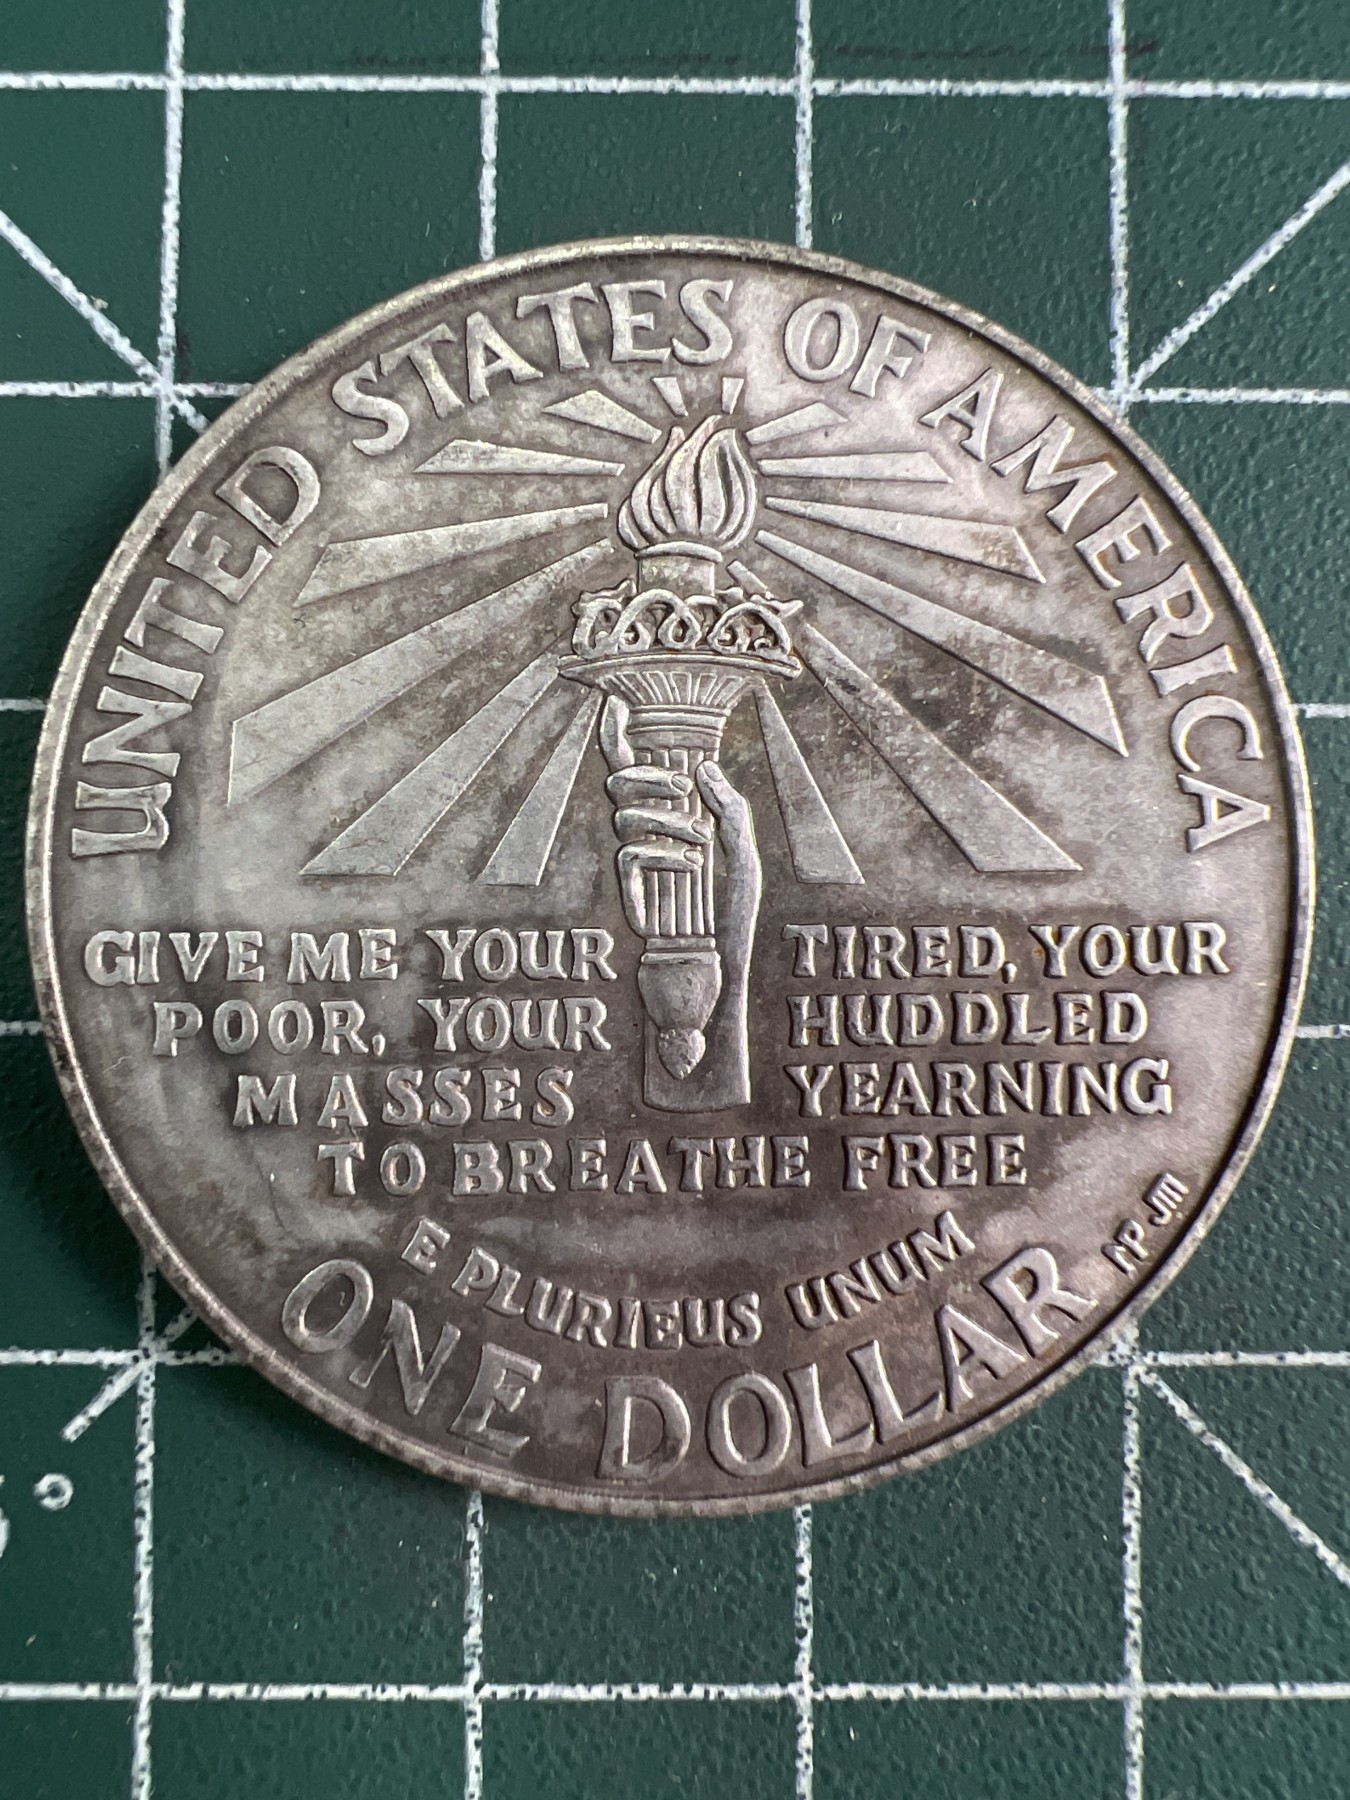 UNITED STATES OF AMERICA
GIVE ME YOUR TIRED, YOUR
POOR, YOUR HUDDLED
MASSES YEARNING
TO BREATHE FREE
E PLURIEUS UNUM
ONE DOLLAR